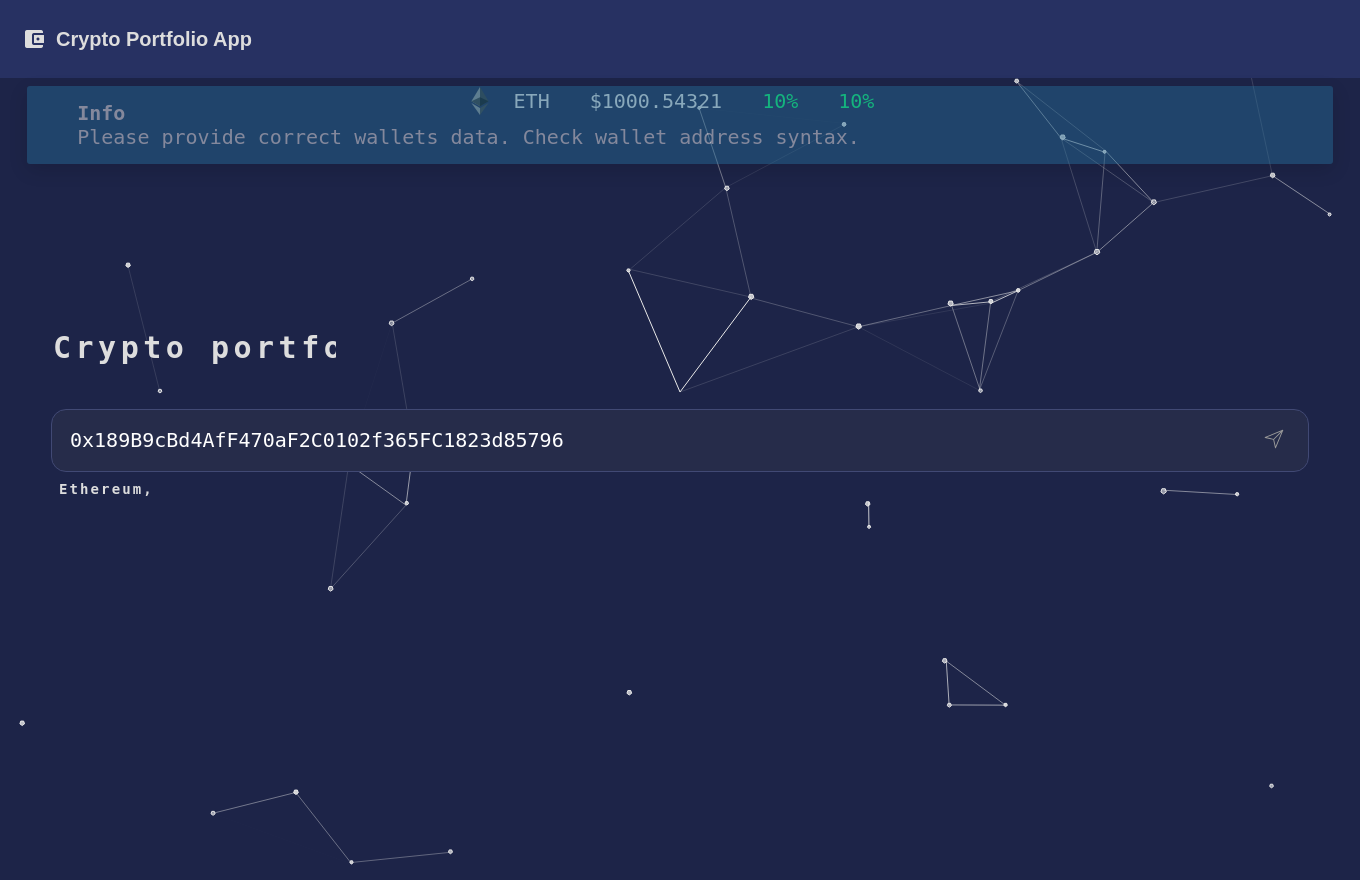 Crypto Portfolio App
ETH $1000.54321 10% 10%
Info
Please provide correct wallets data. Check wallet address syntax.
Crypto portfo
0x189B9cBd4AfF470aF2C0102f365FC1823d85796
Ethereum,